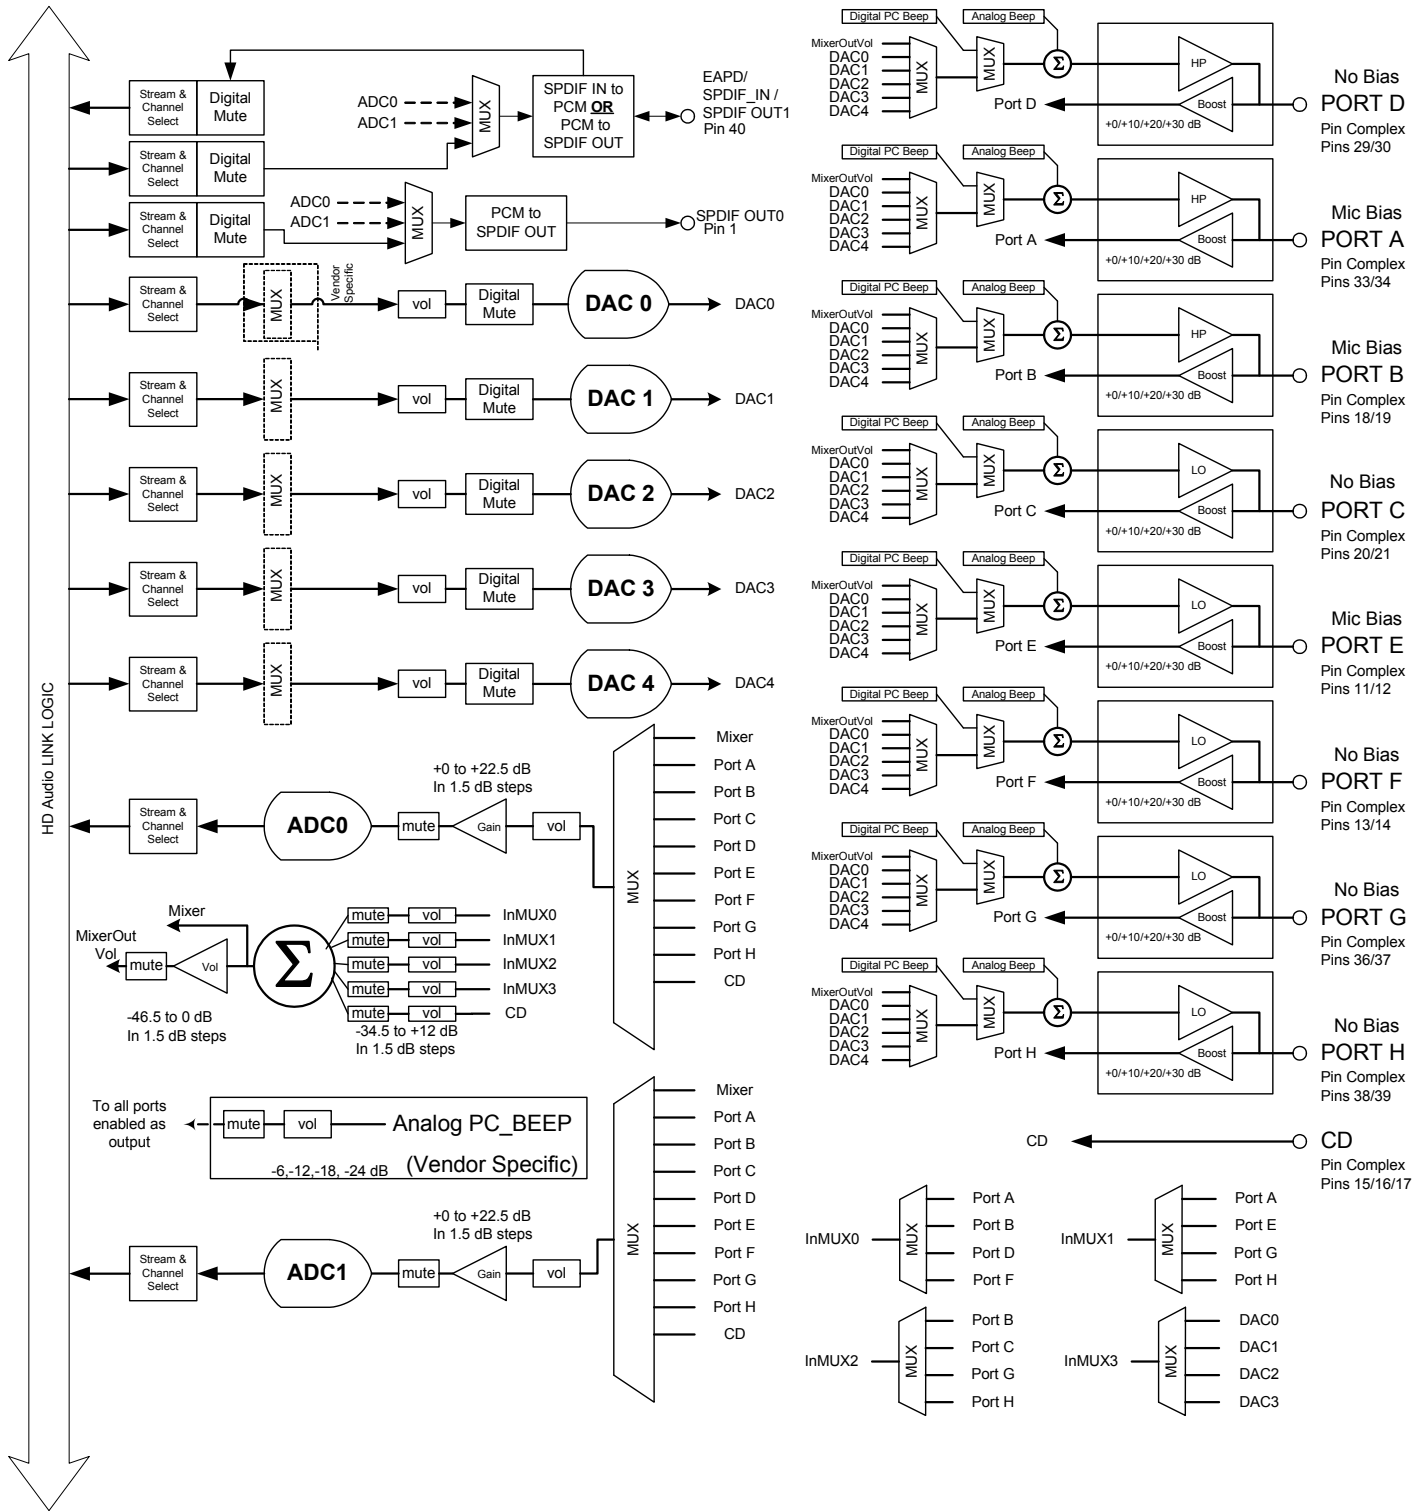 HD Audio LINK LOGIC
Stream &
Channel
Select
Digital
Mute
ADC0
ADC1
MUX
SPDIF IN to
PCM OR
PCM to
SPDIF OUT
EAPD/
SPDIF_IN /
SPDIF OUT1
Pin 40
Stream &
Channel
Select
Digital
Mute
Stream &
Channel
Select
Digital
Mute
ADC0
ADC1
MUX
PCM to
SPDIF OUT
SPDIF OUT0
Pin 1
Stream &
Channel
Select
MUX
Vendor
Specific
vol
Digital
Mute
DAC 0
DAC0
Stream &
Channel
Select
MUX
vol
Digital
Mute
DAC 1
DAC1
Stream &
Channel
Select
MUX
vol
Digital
Mute
DAC 2
DAC2
Stream &
Channel
Select
MUX
vol
Digital
Mute
DAC 3
DAC3
Stream &
Channel
Select
MUX
vol
Digital
Mute
DAC 4
DAC4
Stream &
Channel
Select
ADC0
mute
+0 to +22.5 dB
In 1.5 dB steps
Gain
vol
MUX
Mixer
Port A
Port B
Port C
Port D
Port E
Port F
Port G
Port H
CD
Mixer
MixerOut
Vol
mute
Vol
-46.5 to 0 dB
In 1.5 dB steps
Σ
mute vol InMUX0
mute vol InMUX1
mute vol InMUX2
mute vol InMUX3
mute vol CD
-34.5 to +12 dB
In 1.5 dB steps
To all ports
enabled as
output
mute
vol
Analog PC_BEEP
(Vendor Specific)
-6,-12,-18, -24 dB
Stream &
Channel
Select
ADC1
mute
+0 to +22.5 dB
In 1.5 dB steps
Gain
vol
MUX
Mixer
Port A
Port B
Port C
Port D
Port E
Port F
Port G
Port H
CD
Digital PC Beep
Analog Beep
MixerOutVol
DAC0
DAC1
DAC2
DAC3
DAC4
MUX
MUX
Σ
HP
Port D
Boost
+0/+10/+20/+30 dB
No Bias
PORT D
Pin Complex
Pins 29/30
Digital PC Beep
Analog Beep
MixerOutVol
DAC0
DAC1
DAC2
DAC3
DAC4
MUX
MUX
Σ
HP
Port A
Boost
+0/+10/+20/+30 dB
Mic Bias
PORT A
Pin Complex
Pins 33/34
Digital PC Beep
Analog Beep
MixerOutVol
DAC0
DAC1
DAC2
DAC3
DAC4
MUX
MUX
Σ
HP
Port B
Boost
+0/+10/+20/+30 dB
Mic Bias
PORT B
Pin Complex
Pins 18/19
Digital PC Beep
Analog Beep
MixerOutVol
DAC0
DAC1
DAC2
DAC3
DAC4
MUX
MUX
Σ
LO
Port C
Boost
+0/+10/+20/+30 dB
No Bias
PORT C
Pin Complex
Pins 20/21
Digital PC Beep
Analog Beep
MixerOutVol
DAC0
DAC1
DAC2
DAC3
DAC4
MUX
MUX
Σ
LO
Port E
Boost
+0/+10/+20/+30 dB
Mic Bias
PORT E
Pin Complex
Pins 11/12
Digital PC Beep
Analog Beep
MixerOutVol
DAC0
DAC1
DAC2
DAC3
DAC4
MUX
MUX
Σ
LO
Port F
Boost
+0/+10/+20/+30 dB
No Bias
PORT F
Pin Complex
Pins 13/14
Digital PC Beep
Analog Beep
MixerOutVol
DAC0
DAC1
DAC2
DAC3
DAC4
MUX
MUX
Σ
LO
Port G
Boost
+0/+10/+20/+30 dB
No Bias
PORT G
Pin Complex
Pins 36/37
Digital PC Beep
Analog Beep
MixerOutVol
DAC0
DAC1
DAC2
DAC3
DAC4
MUX
MUX
Σ
LO
Port H
Boost
+0/+10/+20/+30 dB
No Bias
PORT H
Pin Complex
Pins 38/39
CD
CD
Pin Complex
Pins 15/16/17
InMUX0
MUX
Port A
Port B
Port D
Port F
InMUX1
MUX
Port A
Port E
Port G
Port H
InMUX2
MUX
Port B
Port C
Port G
Port H
InMUX3
MUX
DAC0
DAC1
DAC2
DAC3